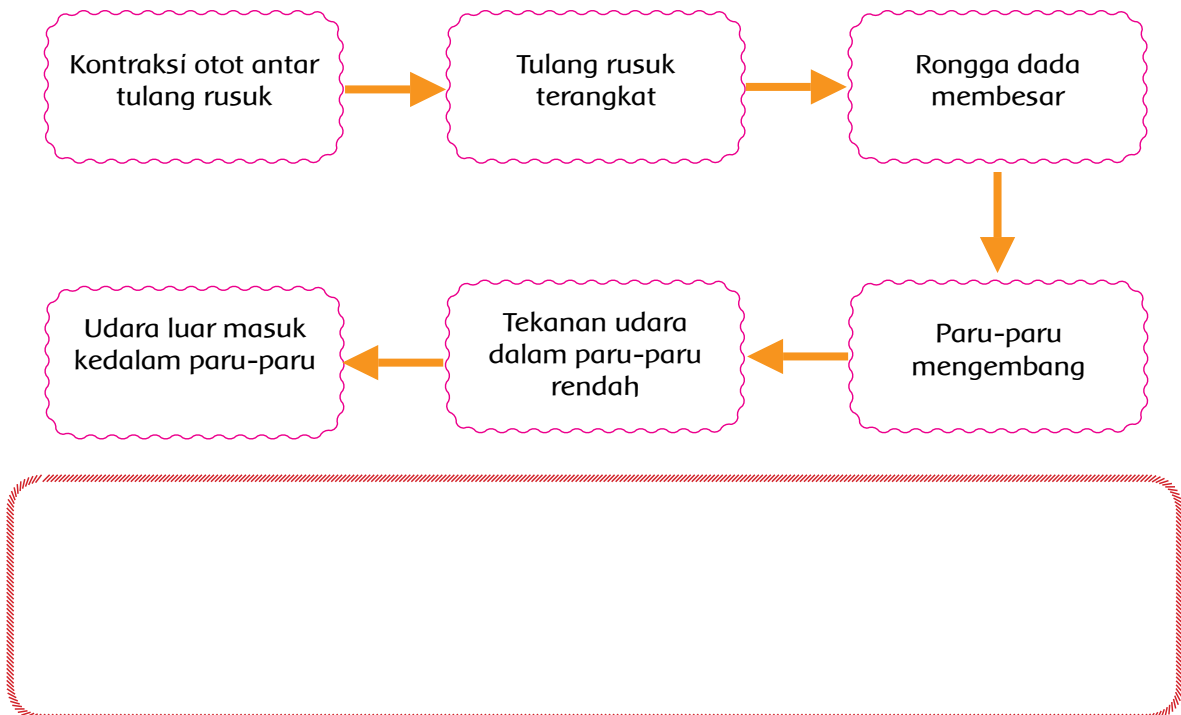 Kontraksi otot antar
tulang rusuk
Tulang rusuk
terangkat
Rongga dada
membesar
Paru-paru
mengembang
Tekanan udara
dalam paru-paru
rendah
Udara luar masuk
kedalam paru-paru